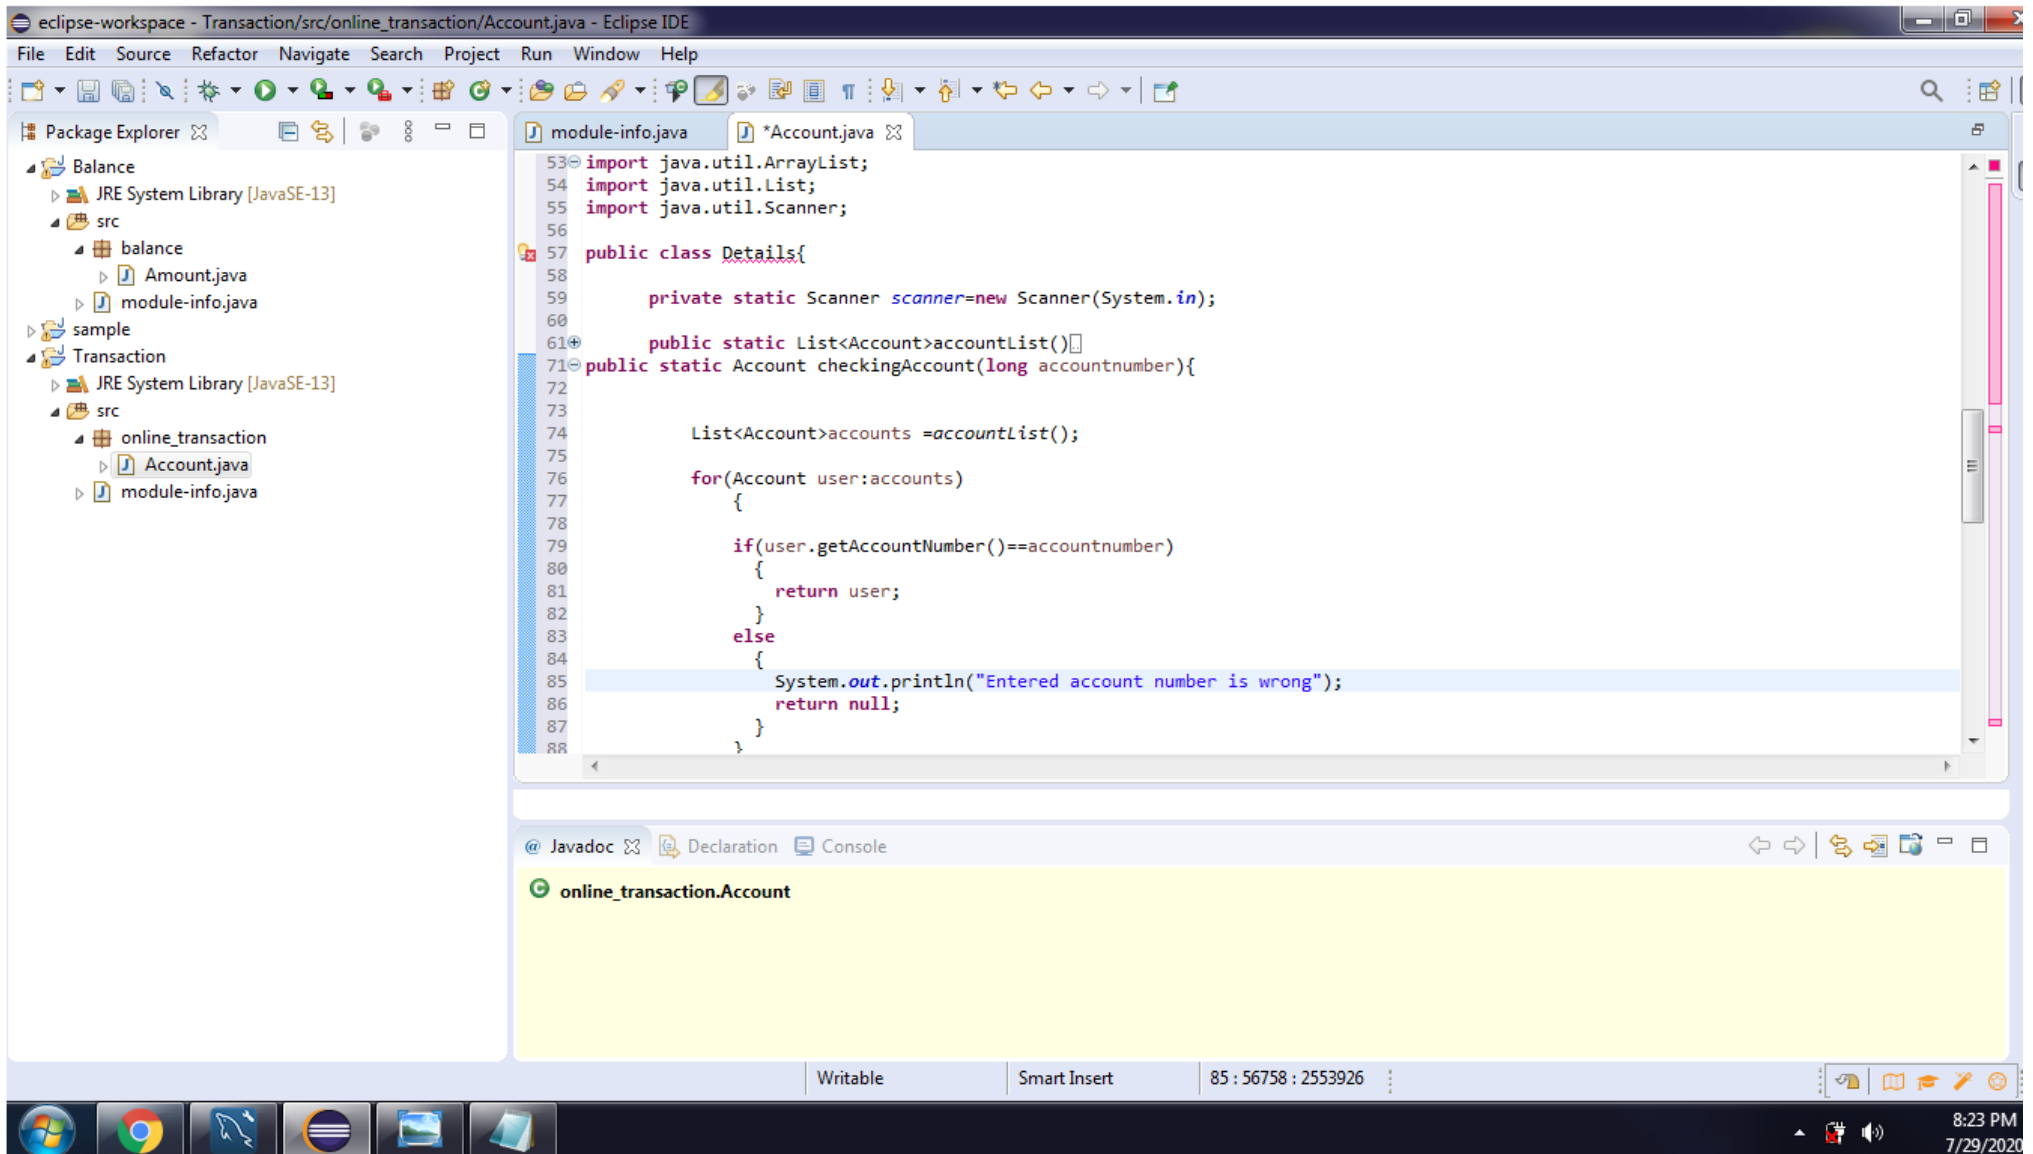 eclipse-workspace - Transaction/src/online_transaction/Account.java - Eclipse IDE
File Edit Source Refactor Navigate Search Project Run Window Help
Package Explorer
Balance
JRE System Library [JavaSE-13]
src
balance
Amount.java
module-info.java
sample
Transaction
JRE System Library [JavaSE-13]
src
online_transaction
Account.java
module-info.java
module-info.java *Account.java
53 import java.util.ArrayList;
54 import java.util.List;
55 import java.util.Scanner;
56
57 public class Details{
58
59 private static Scanner scanner=new Scanner(System.in);
60
61 public static List<Account>accountList()
71 public static Account checkingAccount(long accountnumber){
72
73
74 List<Account>accounts =accountList();
75
76 for(Account user:accounts)
77 {
78
79 if(user.getAccountNumber()==accountnumber)
80 {
81 return user;
82 }
83 else
84 {
85 System.out.println("Entered account number is wrong");
86 return null;
87 }
88 }
@ Javadoc Declaration Console
online_transaction.Account
Writable Smart Insert 85 : 56758 : 2553926
8:23 PM
7/29/2020